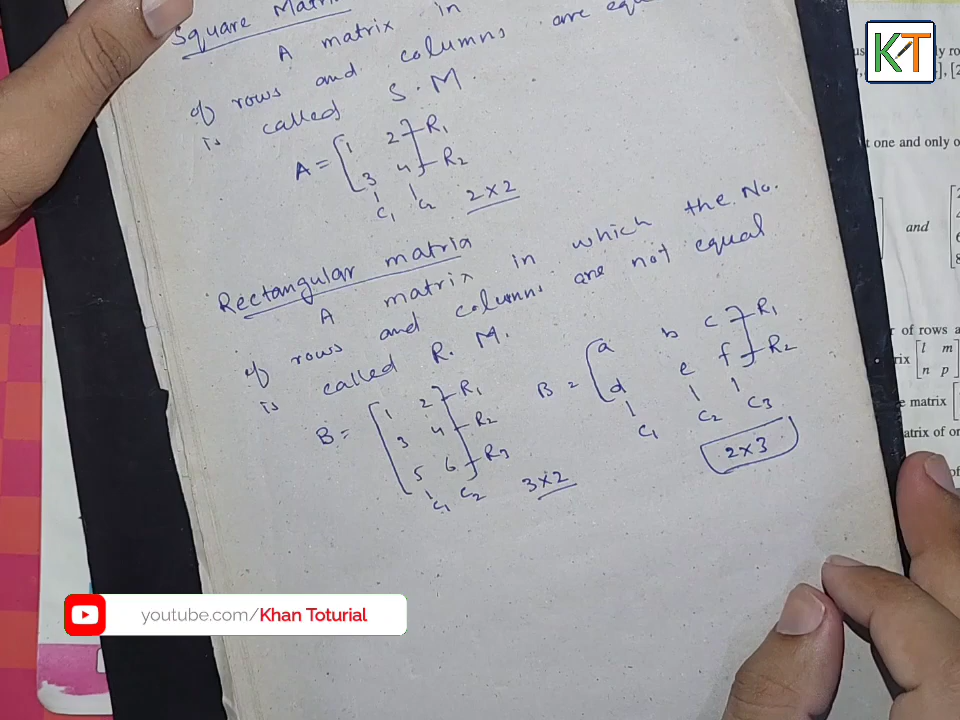 Square Matrix
A matrix in
of rows and columns are equ
is called S.M
A = [ 1 2 ] R1
3 4 R2
C1 C2 2×2
Rectangular matrix
A matrix in which the No.
of rows and columns are not equal
is called R. M.
B = [ 1 2 ] R1
3 4 R2
5 6 R3
C1 C2 3×2
B = [ a b c ] R1
d e f R2
C1 C2 C3
2×3
KT
youtube.com/Khan Toturial
t one and only o
and
r of rows a
rix [ l m
n p ]
e matrix
atrix of or